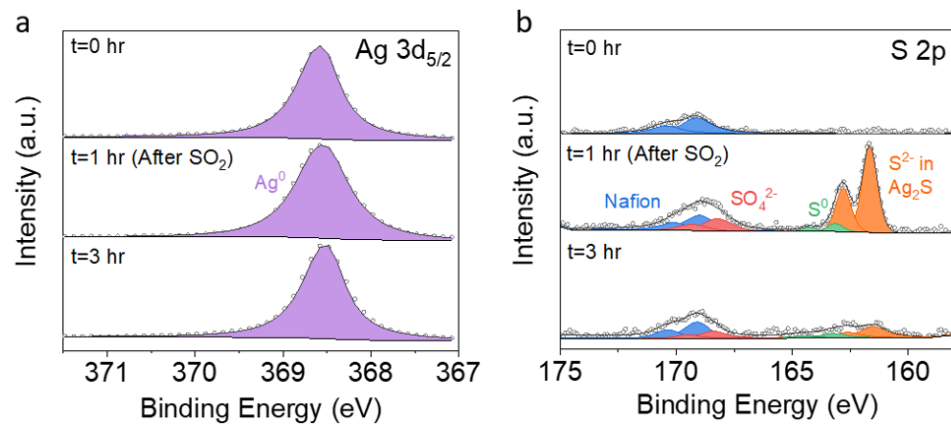 a
t=0 hr
Ag 3d5/2
t=1 hr (After SO2)
Ag0
t=3 hr
Intensity (a.u.)
371 370 369 368 367
Binding Energy (eV)
b
t=0 hr
S 2p
t=1 hr (After SO2)
Nafion
SO42-
S0
S2- in
Ag2S
t=3 hr
Intensity (a.u.)
175 170 165 160
Binding Energy (eV)